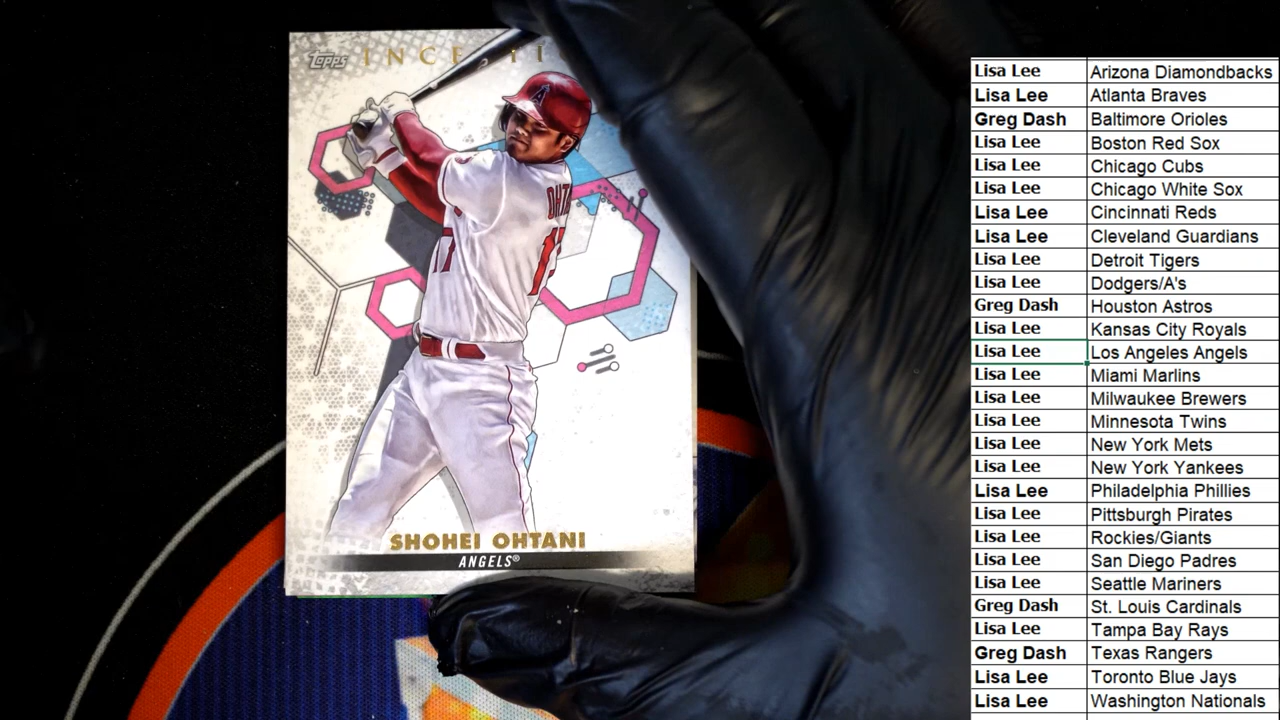 Topps INCE TI
OHTA
17
17
SHOHEI OHTANI
ANGELS®
Lisa Lee Arizona Diamondbacks
Lisa Lee Atlanta Braves
Greg Dash Baltimore Orioles
Lisa Lee Boston Red Sox
Lisa Lee Chicago Cubs
Lisa Lee Chicago White Sox
Lisa Lee Cincinnati Reds
Lisa Lee Cleveland Guardians
Lisa Lee Detroit Tigers
Lisa Lee Dodgers/A's
Greg Dash Houston Astros
Lisa Lee Kansas City Royals
Lisa Lee Los Angeles Angels
Lisa Lee Miami Marlins
Lisa Lee Milwaukee Brewers
Lisa Lee Minnesota Twins
Lisa Lee New York Mets
Lisa Lee New York Yankees
Lisa Lee Philadelphia Phillies
Lisa Lee Pittsburgh Pirates
Lisa Lee Rockies/Giants
Lisa Lee San Diego Padres
Lisa Lee Seattle Mariners
Greg Dash St. Louis Cardinals
Lisa Lee Tampa Bay Rays
Greg Dash Texas Rangers
Lisa Lee Toronto Blue Jays
Lisa Lee Washington Nationals